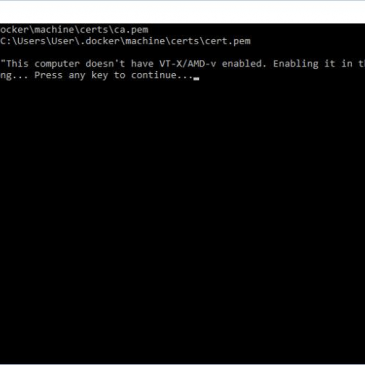 ocker\machine\certs\ca.pem
C:\Users\User\.docker\machine\certs\cert.pem
"This computer doesn't have VT-X/AMD-v enabled. Enabling it in t
ng... Press any key to continue...